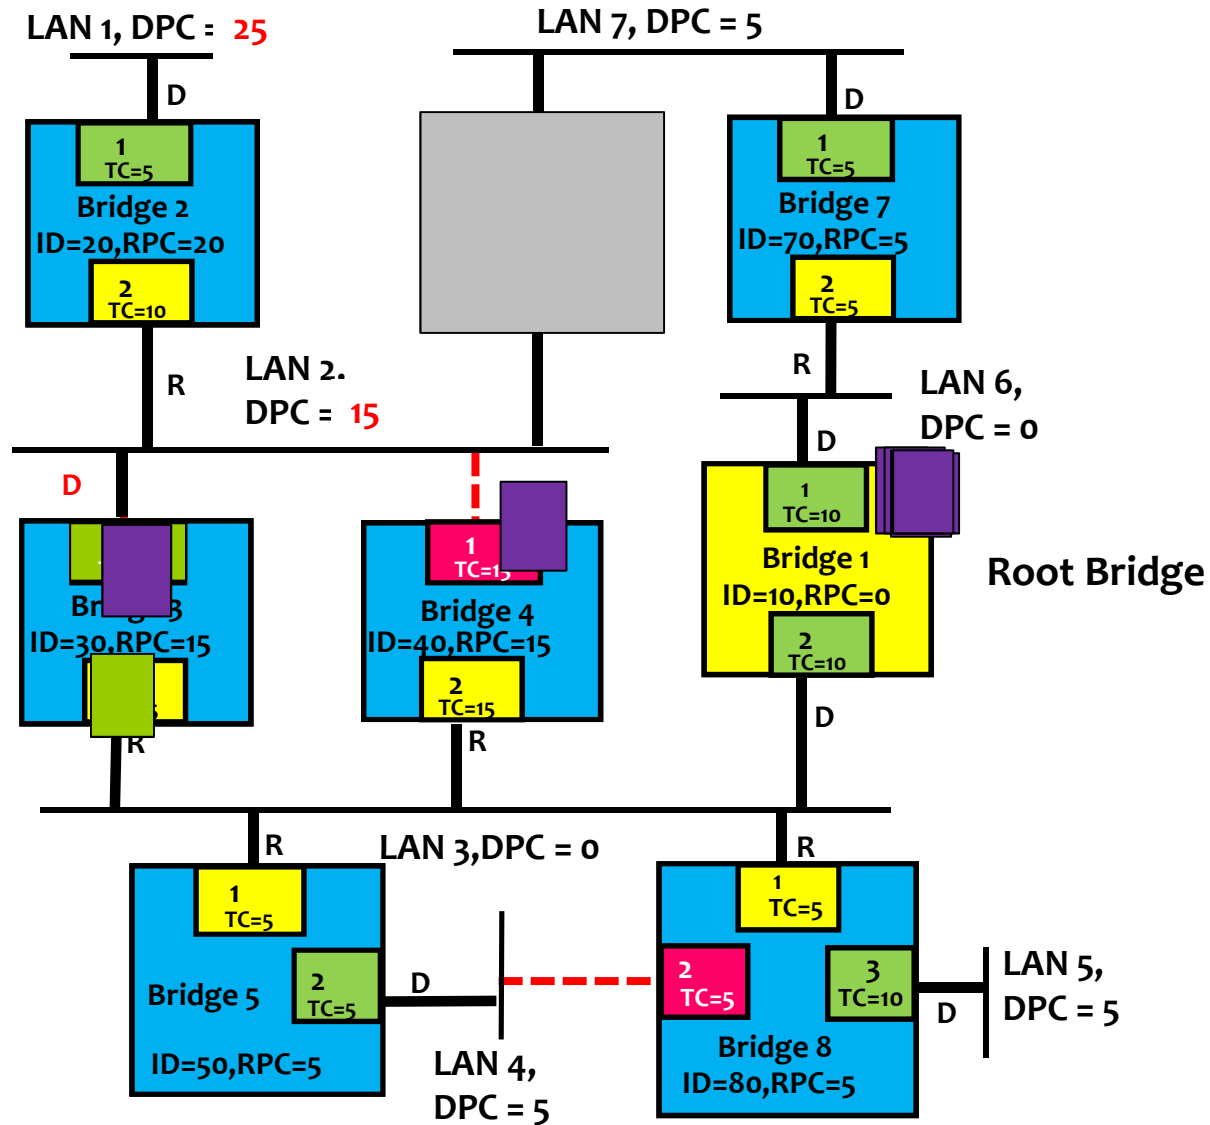 LAN 1, DPC = 25
LAN 7, DPC = 5
D
D
1
TC=5
Bridge 2
ID=20,RPC=20
2
TC=10
1
TC=5
Bridge 7
ID=70,RPC=5
2
TC=5
R
LAN 2.
DPC = 15
R
LAN 6,
DPC = 0
D
D
1
TC=15
Bridge 4
ID=40,RPC=15
2
TC=15
1
TC=10
Bridge 1
ID=10,RPC=0
2
TC=10
Root Bridge
3
ID=30,RPC=15
R
R
D
R
LAN 3,DPC = 0
R
1
TC=5
2
TC=5
Bridge 5
ID=50,RPC=5
D
LAN 4,
DPC = 5
1
TC=5
2
TC=5
3
TC=10
Bridge 8
ID=80,RPC=5
D
LAN 5,
DPC = 5